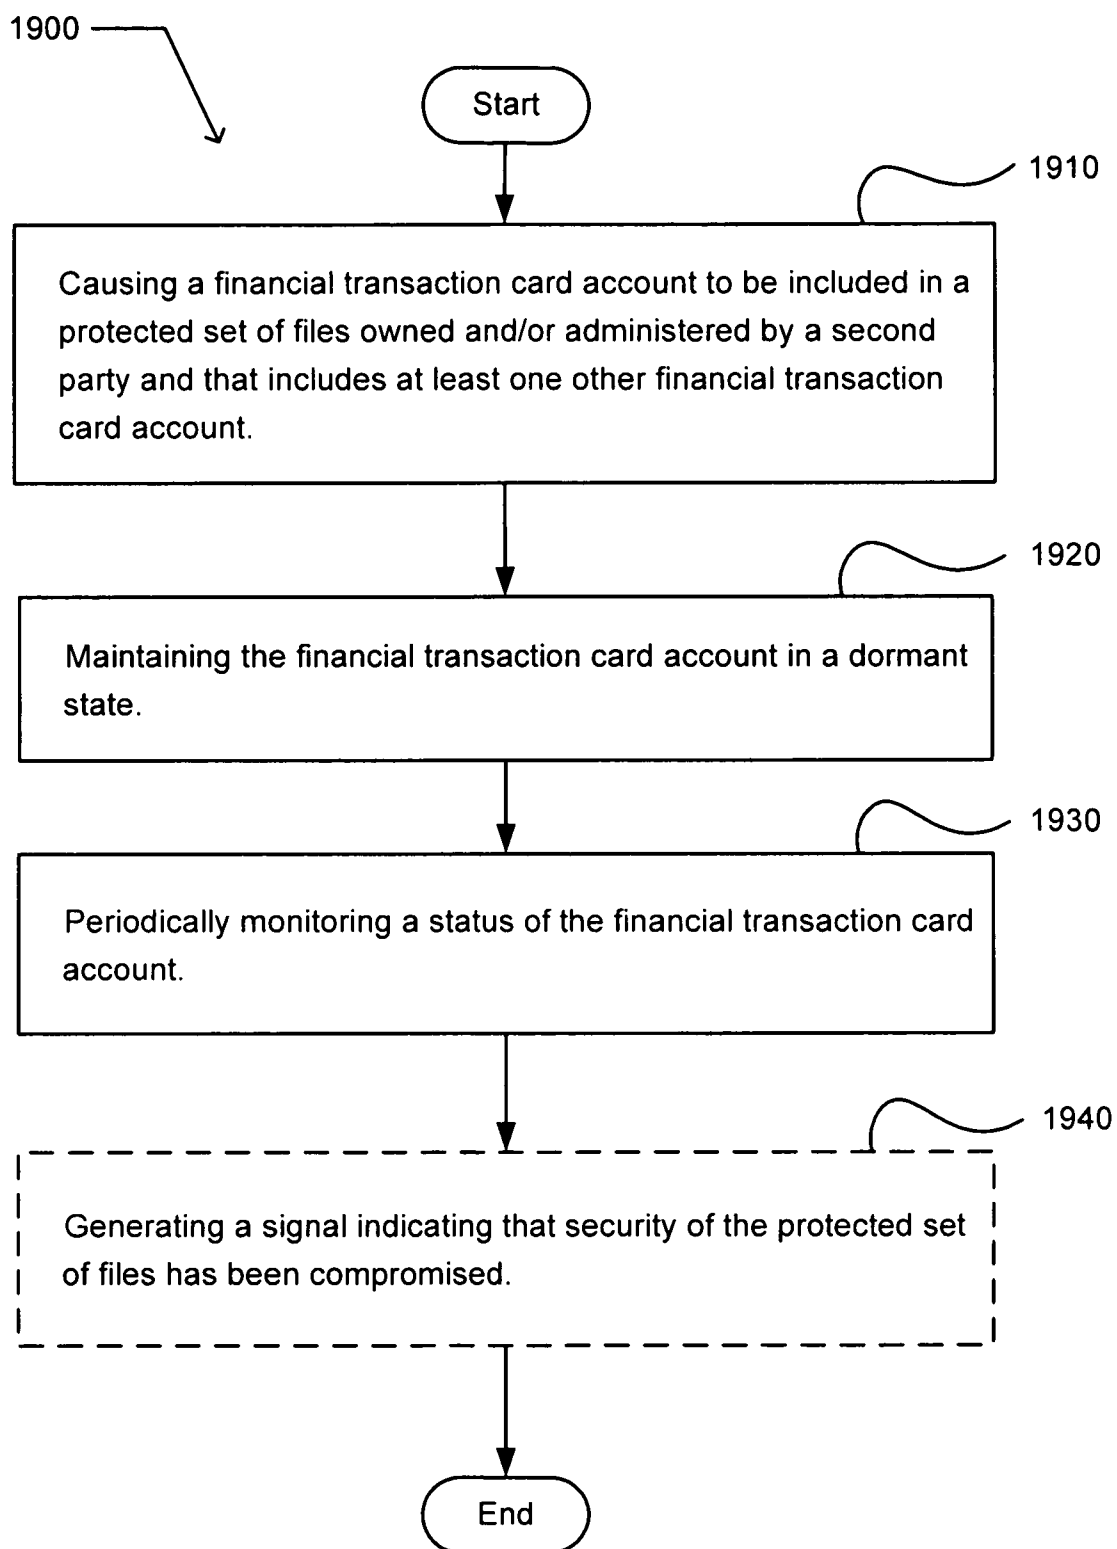 1900
Start
1910
Causing a financial transaction card account to be included in a
protected set of files owned and/or administered by a second
party and that includes at least one other financial transaction
card account.
1920
Maintaining the financial transaction card account in a dormant
state.
1930
Periodically monitoring a status of the financial transaction card
account.
1940
Generating a signal indicating that security of the protected set
of files has been compromised.
End